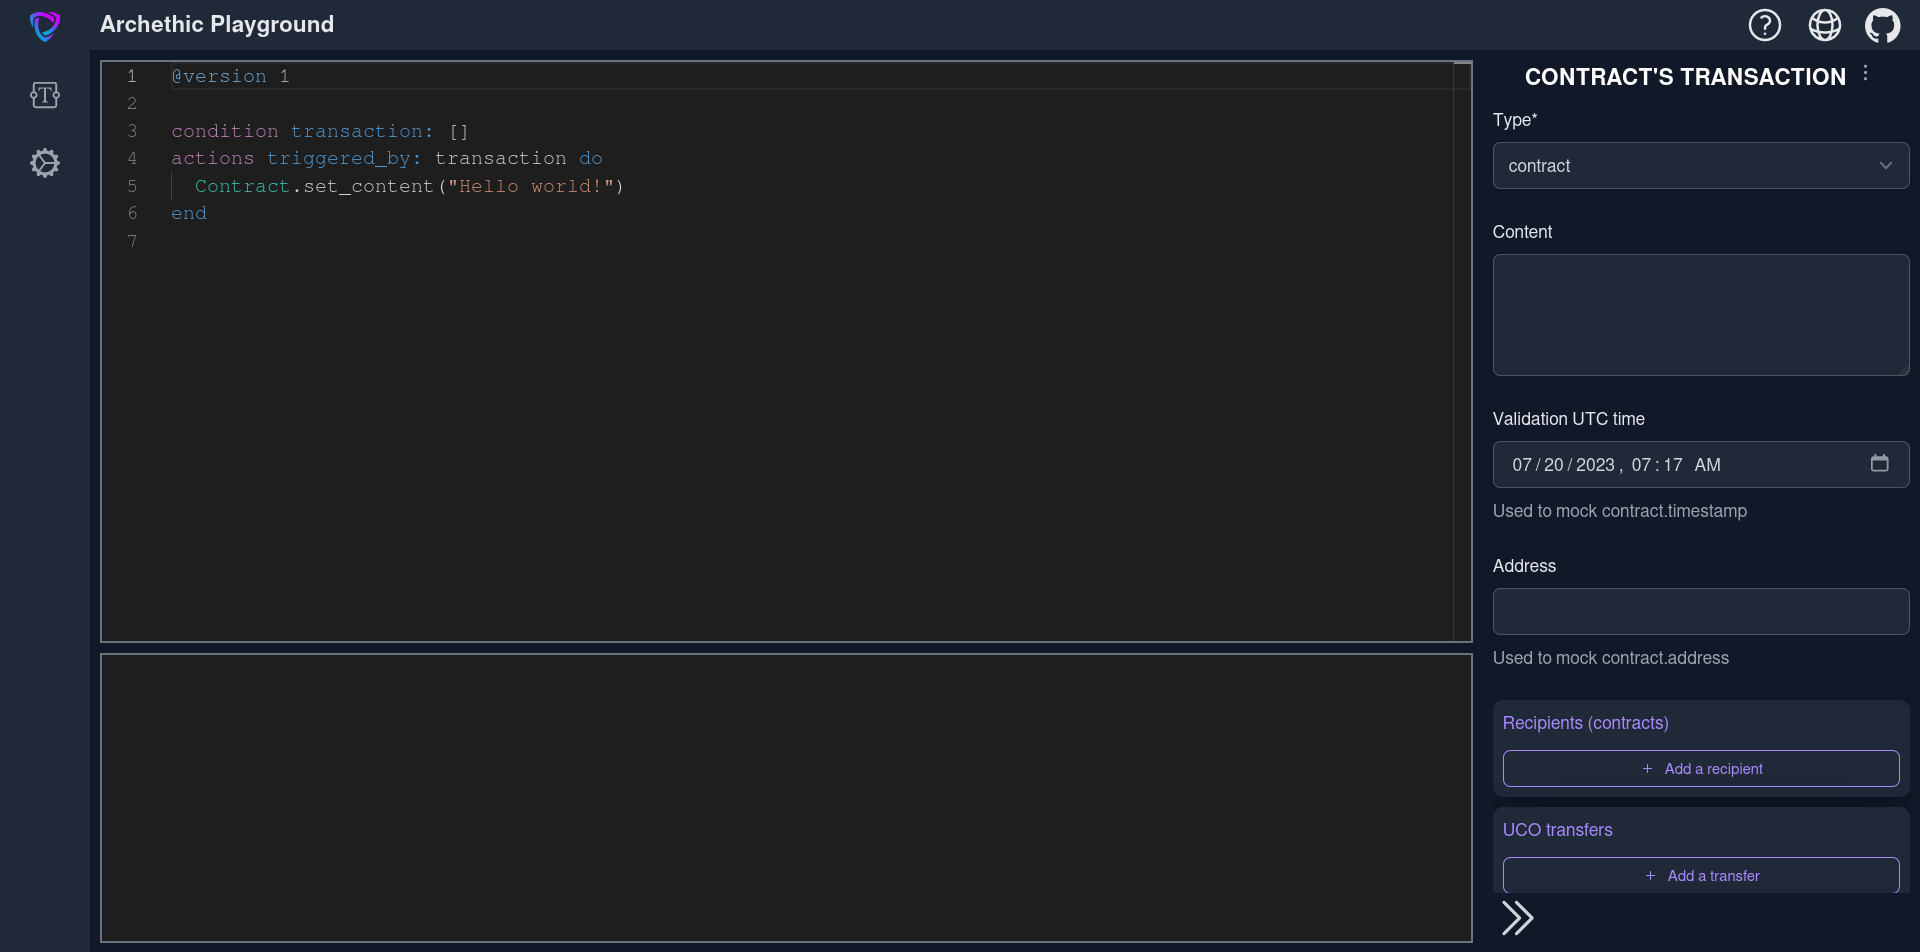 Archethic Playground
1 @version 1
2
3 condition transaction: []
4 actions triggered_by: transaction do
5   Contract.set_content("Hello world!")
6 end
7
CONTRACT'S TRANSACTION
Type*
contract
Content
Validation UTC time
07/20/2023, 07:17 AM
Used to mock contract.timestamp
Address
Used to mock contract.address
Recipients (contracts)
+ Add a recipient
UCO transfers
+ Add a transfer